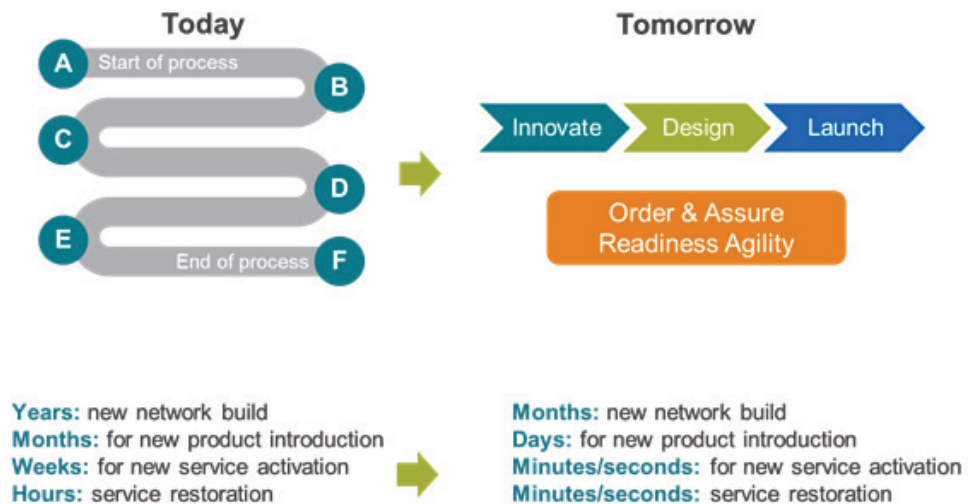 Today
A
Start of process
B
C
D
E
End of process
F
Tomorrow
Innovate
Design
Launch
Order & Assure
Readiness Agility
Years: new network build
Months: for new product introduction
Weeks: for new service activation
Hours: service restoration
Months: new network build
Days: for new product introduction
Minutes/seconds: for new service activation
Minutes/seconds: service restoration